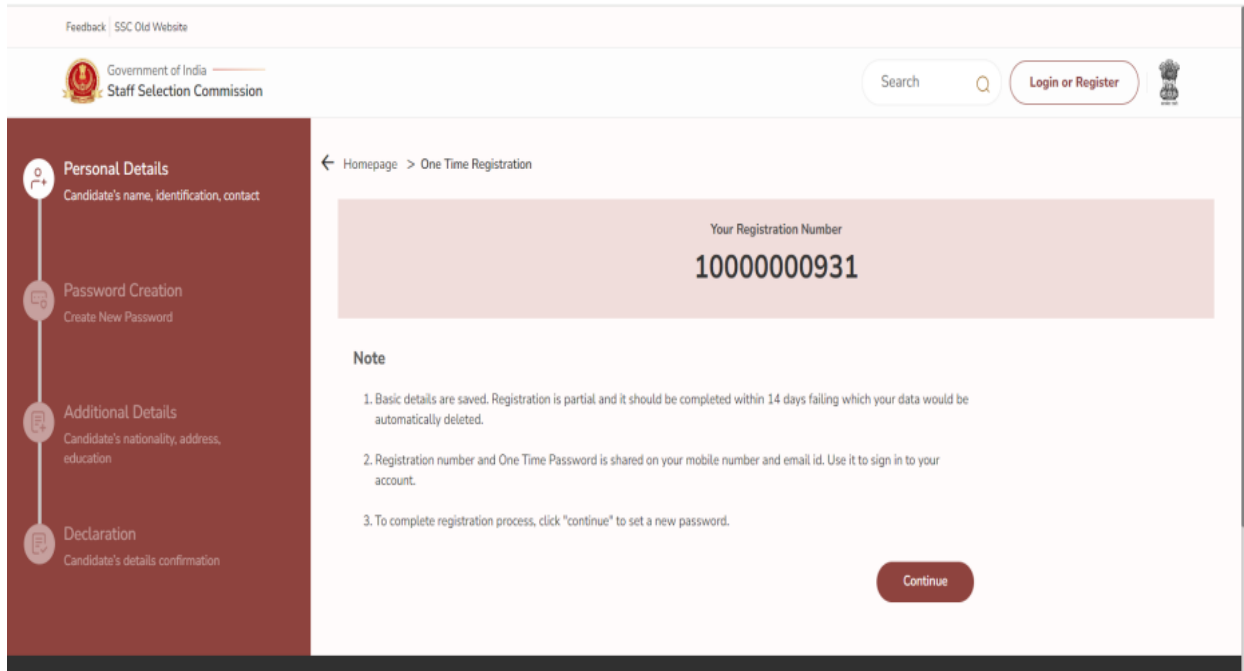 Feedback SSC Old Website
Government of India
Staff Selection Commission
Search
Login or Register
Personal Details
Candidate's name, identification, contact
Password Creation
Create New Password
Additional Details
Candidate's nationality, address,
education
Declaration
Candidate's details confirmation
Homepage > One Time Registration
Your Registration Number
10000000931
Note
1. Basic details are saved. Registration is partial and it should be completed within 14 days failing which your data would be
automatically deleted.
2. Registration number and One Time Password is shared on your mobile number and email id. Use it to sign in to your
account.
3. To complete registration process, click "continue" to set a new password.
Continue